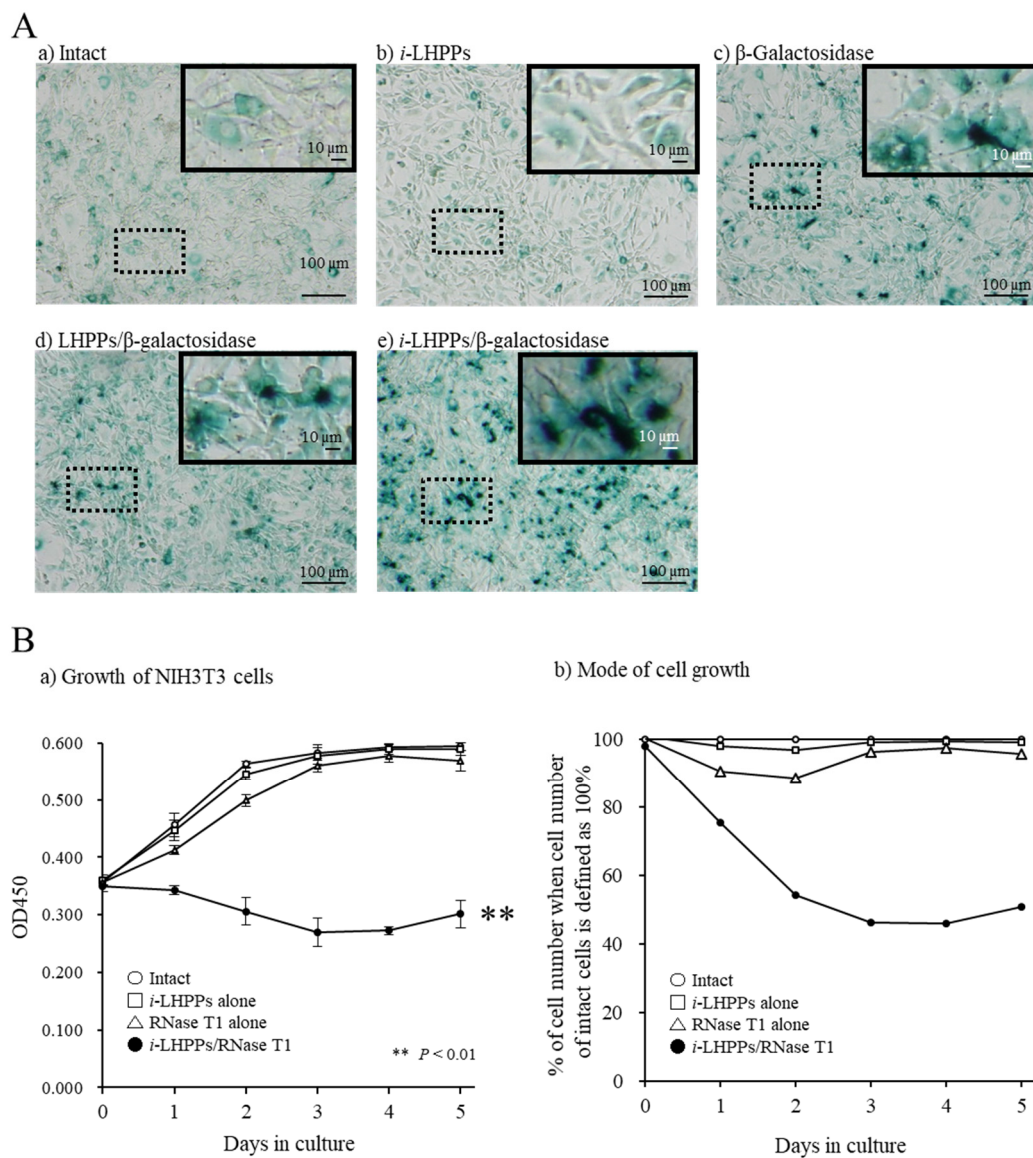 A
a) Intact
b) i-LHPPs
c) β-Galactosidase
10 μm
100 μm
10 μm
100 μm
10 μm
100 μm
d) LHPPs/β-galactosidase
e) i-LHPPs/β-galactosidase
10 μm
100 μm
10 μm
100 μm
B
a) Growth of NIH3T3 cells
OD450
0.600
0.500
0.400
0.300
0.200
0.100
0.000
**
Intact
i-LHPPs alone
RNase T1 alone
i-LHPPs/RNase T1
** P < 0.01
0 1 2 3 4 5
Days in culture
b) Mode of cell growth
% of cell number when cell number
of intact cells is defined as 100%
100
80
60
40
20
0
Intact
i-LHPPs alone
RNase T1 alone
i-LHPPs/RNase T1
0 1 2 3 4 5
Days in culture